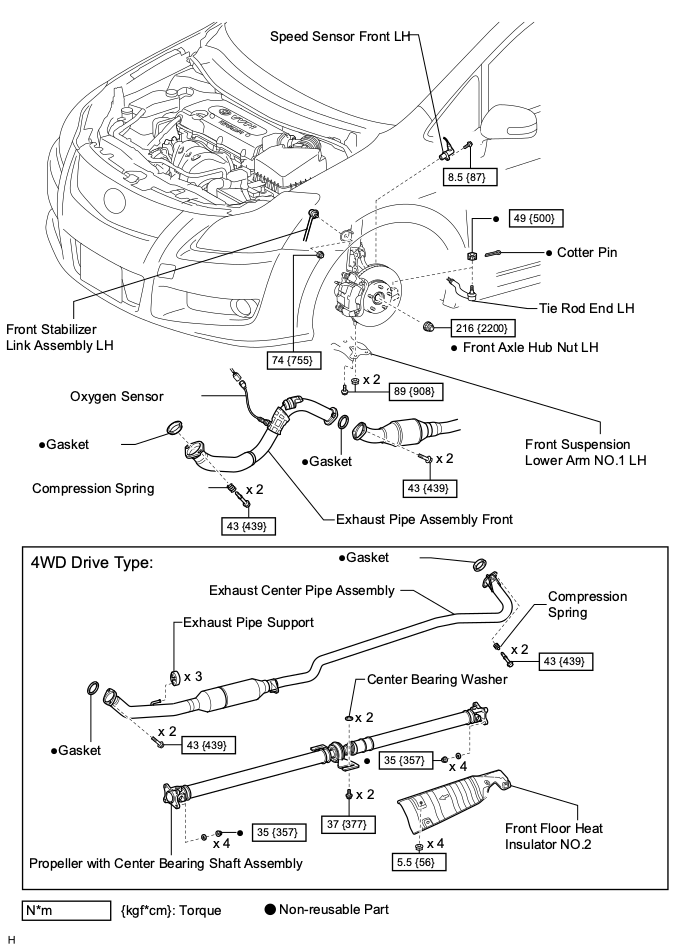 Speed Sensor Front LH
8.5 {87}
● 49 {500}
● Cotter Pin
Tie Rod End LH
216 {2200}
● Front Axle Hub Nut LH
Front Stabilizer
Link Assembly LH
74 {755}
x 2
89 {908}
Oxygen Sensor
●Gasket
●Gasket
x 2
43 {439}
Front Suspension
Lower Arm NO.1 LH
Compression Spring
x 2
43 {439}
Exhaust Pipe Assembly Front
4WD Drive Type:
●Gasket
Exhaust Center Pipe Assembly
Compression
Spring
x 2
43 {439}
Exhaust Pipe Support
x 3
Center Bearing Washer
x 2
●Gasket
x 2
43 {439}
● 35 {357}
x 4
x 2
37 {377}
● 35 {357}
x 4
Front Floor Heat
Insulator NO.2
x 4
5.5 {56}
Propeller with Center Bearing Shaft Assembly
N*m
{kgf*cm}: Torque
● Non-reusable Part
H